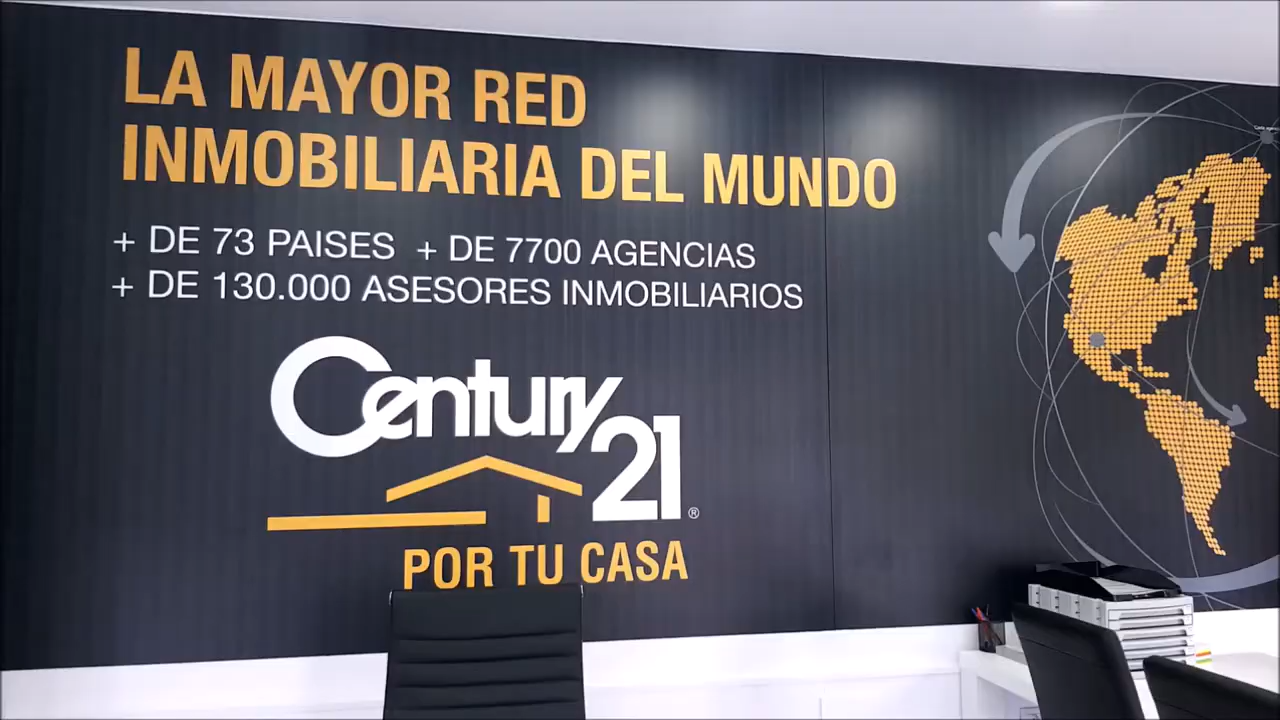 LA MAYOR RED
INMOBILIARIA DEL MUNDO
+ DE 73 PAISES + DE 7700 AGENCIAS
+ DE 130.000 ASESORES INMOBILIARIOS
Century
21®
POR TU CASA